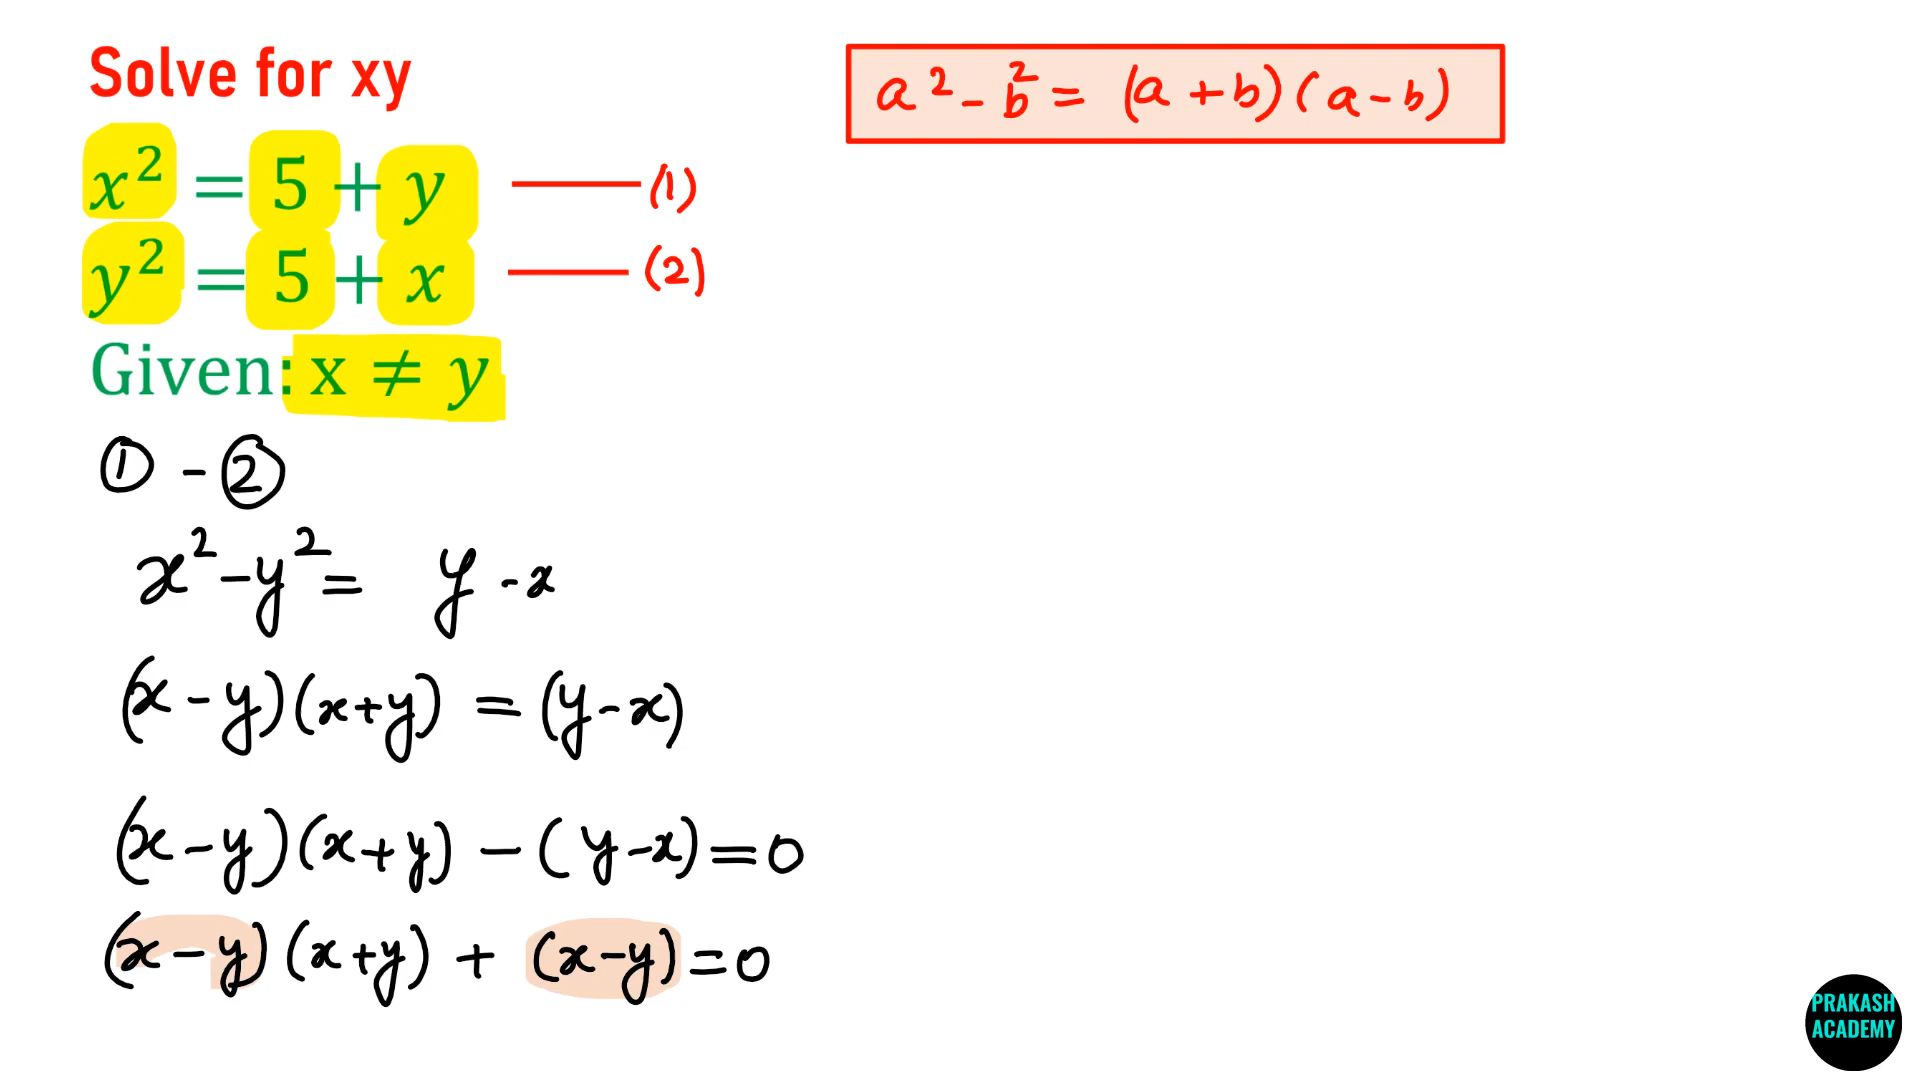 Solve for xy
x² = 5 + y —— (1)
y² = 5 + x —— (2)
Given: x ≠ y
① - ②
x² - y² = y - x
(x - y)(x + y) = (y - x)
(x - y)(x + y) - (y - x) = 0
(x - y)(x + y) + (x - y) = 0
a² - b² = (a + b)(a - b)
PRAKASH
ACADEMY